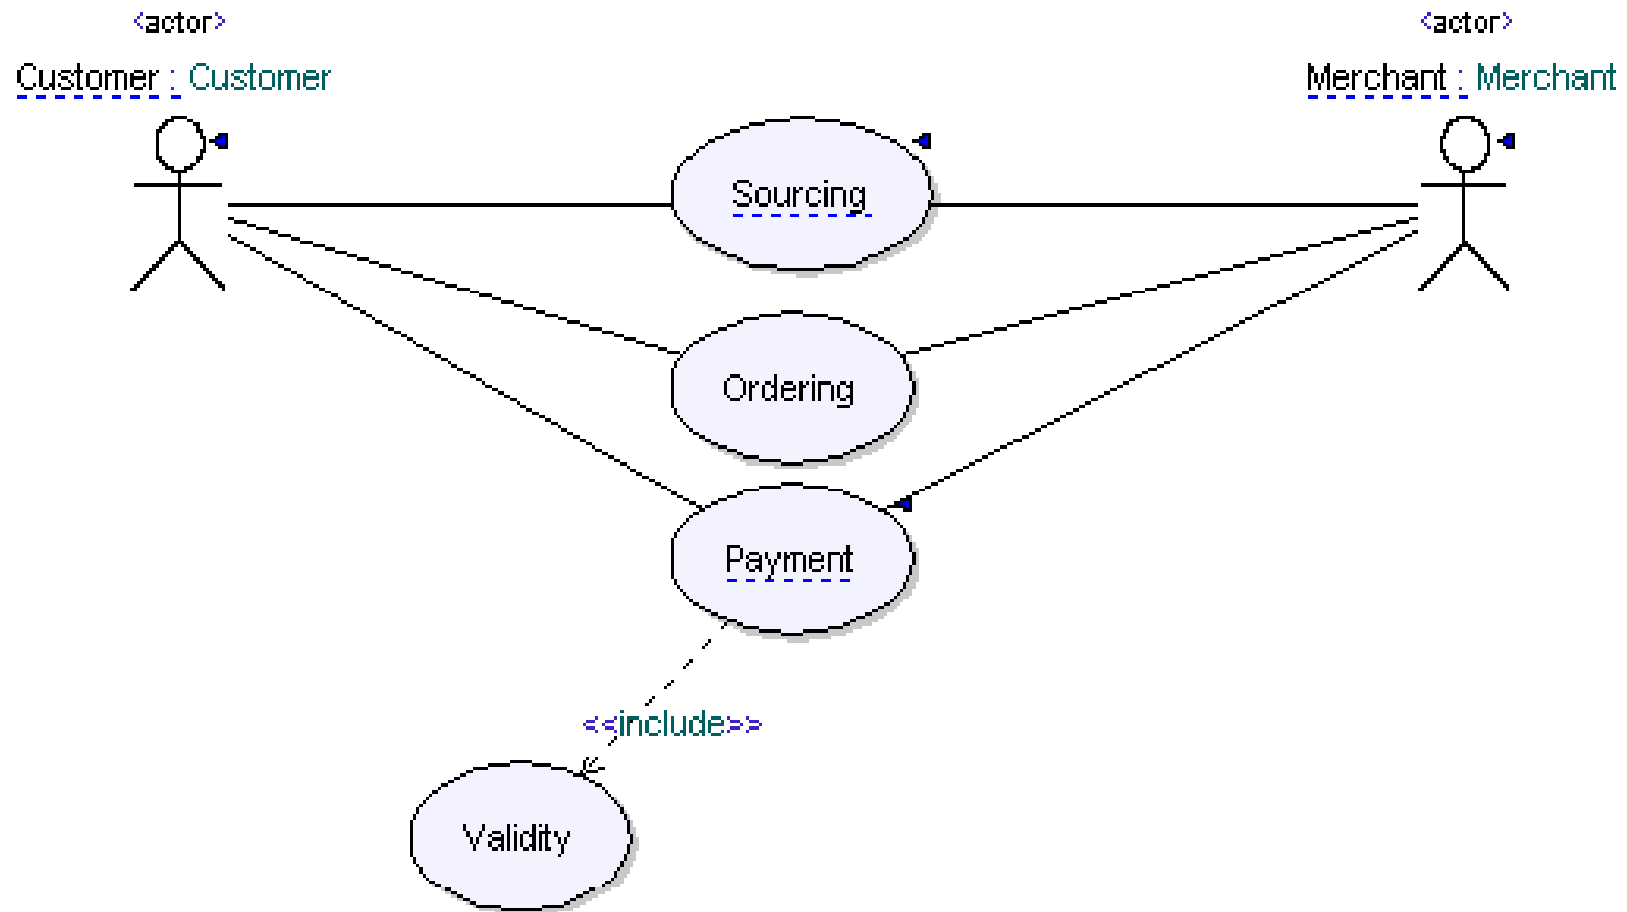 <actor>
<actor>
Customer : Customer
Merchant : Merchant
Sourcing
Ordering
Payment
<<include>>
Validity